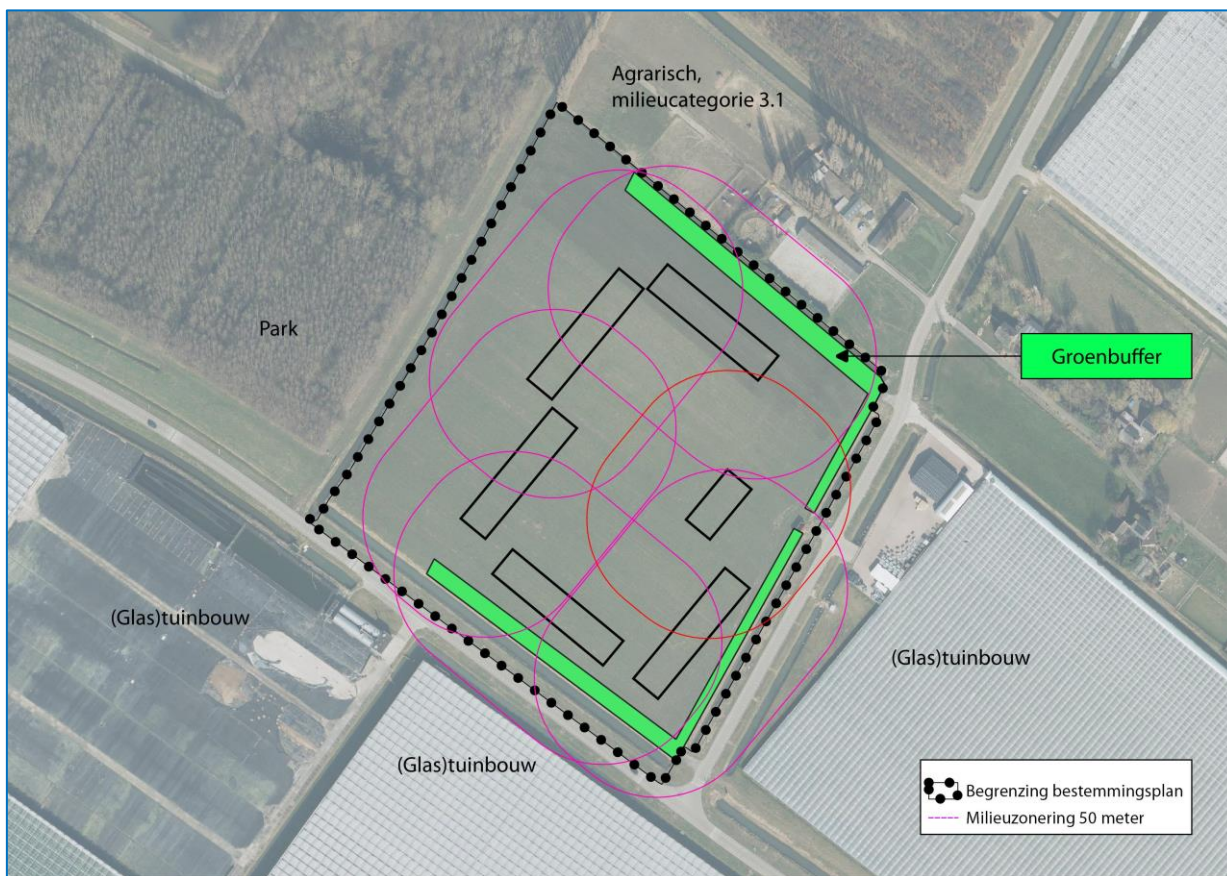 Agrarisch,
milieucategorie 3.1
Park
Groenbuffer
(Glas)tuinbouw
(Glas)tuinbouw
(Glas)tuinbouw
Begrenzing bestemmingsplan
Milieuzonering 50 meter